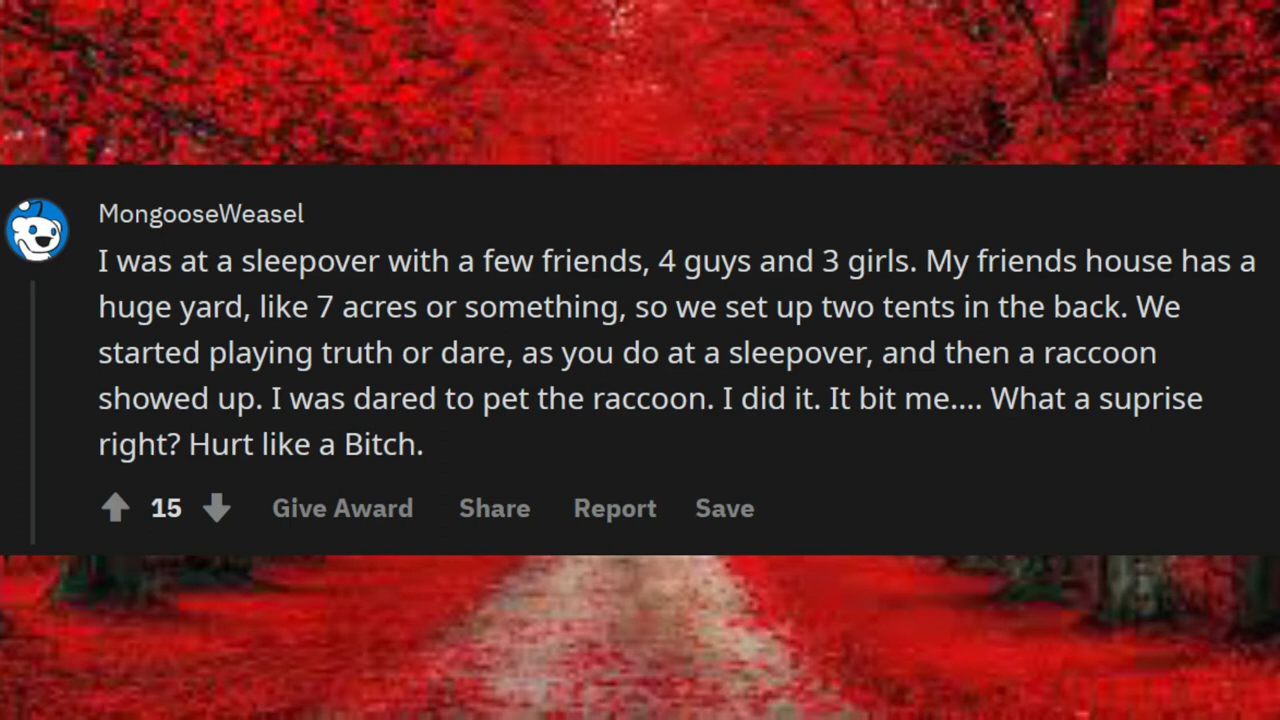 MongooseWeasel
I was at a sleepover with a few friends, 4 guys and 3 girls. My friends house has a
huge yard, like 7 acres or something, so we set up two tents in the back. We
started playing truth or dare, as you do at a sleepover, and then a raccoon
showed up. I was dared to pet the raccoon. I did it. It bit me.... What a suprise
right? Hurt like a Bitch.
15 Give Award Share Report Save